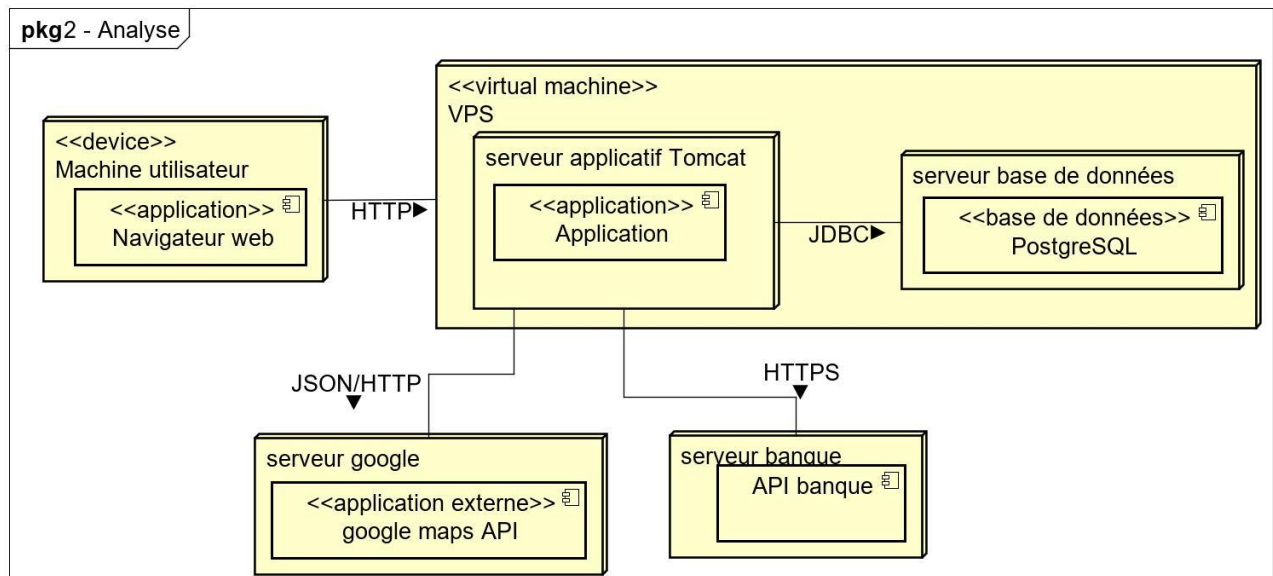 pkg2 - Analyse
<<virtual machine>>
VPS
<<device>>
Machine utilisateur
<<application>>
Navigateur web
HTTP▶
serveur applicatif Tomcat
<<application>>
Application
JDBC▶
serveur base de données
<<base de données>>
PostgreSQL
JSON/HTTP
▼
HTTPS
▼
serveur google
<<application externe>>
google maps API
serveur banque
API banque